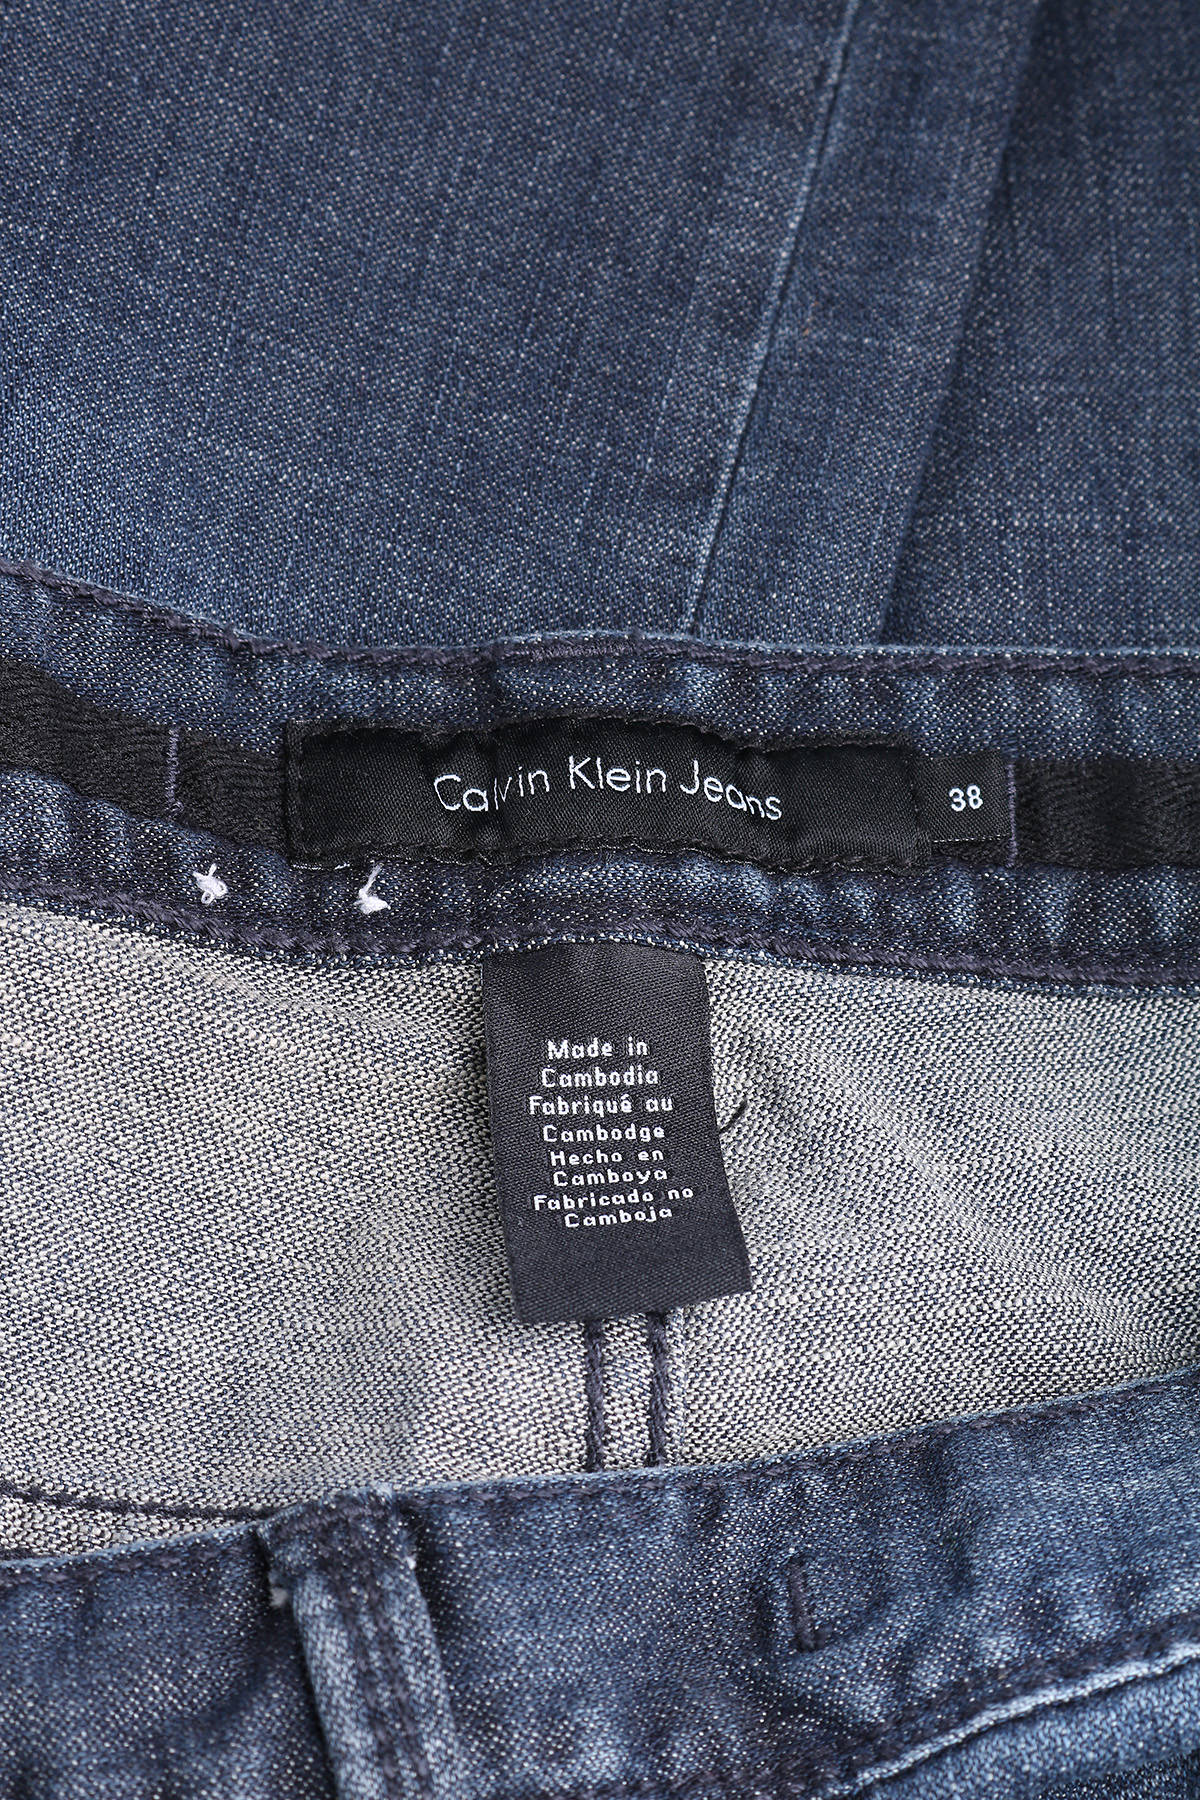 Calvin Klein Jeans
38
Made in
Cambodia
Fabriqué au
Cambodge
Hecho en
Camboya
Fabricado no
Camboja